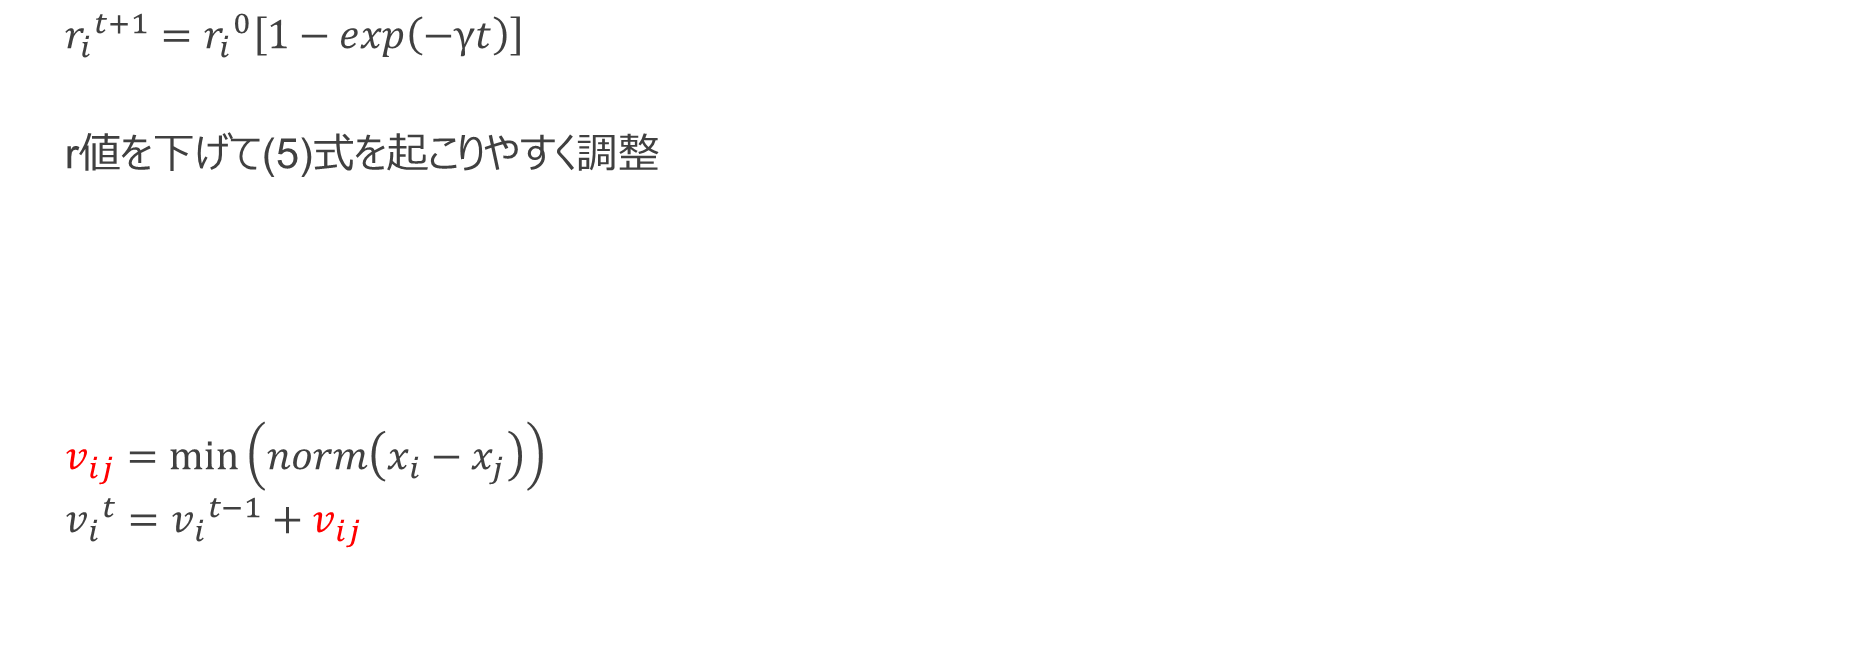 r_i^{t+1} = r_i^0[1 − exp(−γt)]
r値を下げて(5)式を起こりやすく調整
v_{ij} = min(norm(x_i − x_j))
v_i^t = v_i^{t−1} + v_{ij}